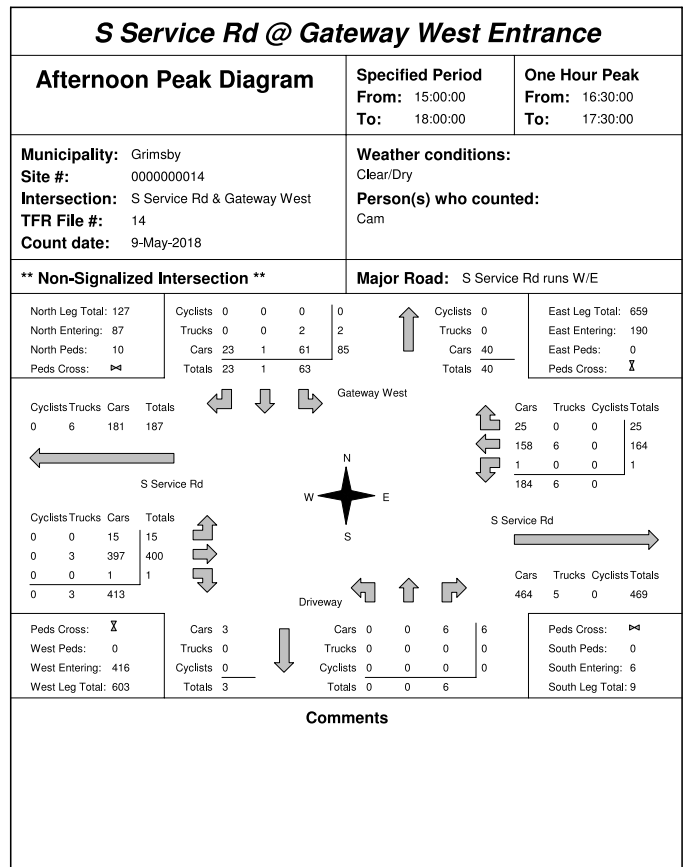 S Service Rd @ Gateway West Entrance
Afternoon Peak Diagram
Specified Period
From: 15:00:00
To: 18:00:00
One Hour Peak
From: 16:30:00
To: 17:30:00
Municipality: Grimsby
Site #: 0000000014
Intersection: S Service Rd & Gateway West
TFR File #: 14
Count date: 9-May-2018
Weather conditions:
Clear/Dry
Person(s) who counted:
Cam
** Non-Signalized Intersection **
Major Road: S Service Rd runs W/E
North Leg Total: 127
North Entering: 87
North Peds: 10
Peds Cross:
Cyclists 0 0 0 0
Trucks 0 0 2 2
Cars 23 1 61 85
Totals 23 1 63
Cyclists 0
Trucks 0
Cars 40
Totals 40
East Leg Total: 659
East Entering: 190
East Peds: 0
Peds Cross:
Gateway West
Cyclists Trucks Cars Totals
0 6 181 187
S Service Rd
Cars Trucks Cyclists Totals
25 0 0 25
158 6 0 164
1 0 0 1
184 6 0
N
W E
S
Cyclists Trucks Cars Totals
0 0 15 15
0 3 397 400
0 0 1 1
0 3 413
S Service Rd
Cars Trucks Cyclists Totals
464 5 0 469
Driveway
Peds Cross:
West Peds: 0
West Entering: 416
West Leg Total: 603
Cars 3
Trucks 0
Cyclists 0
Totals 3
Cars 0 0 6 6
Trucks 0 0 0 0
Cyclists 0 0 0 0
Totals 0 0 6
Peds Cross:
South Peds: 0
South Entering: 6
South Leg Total: 9
Comments